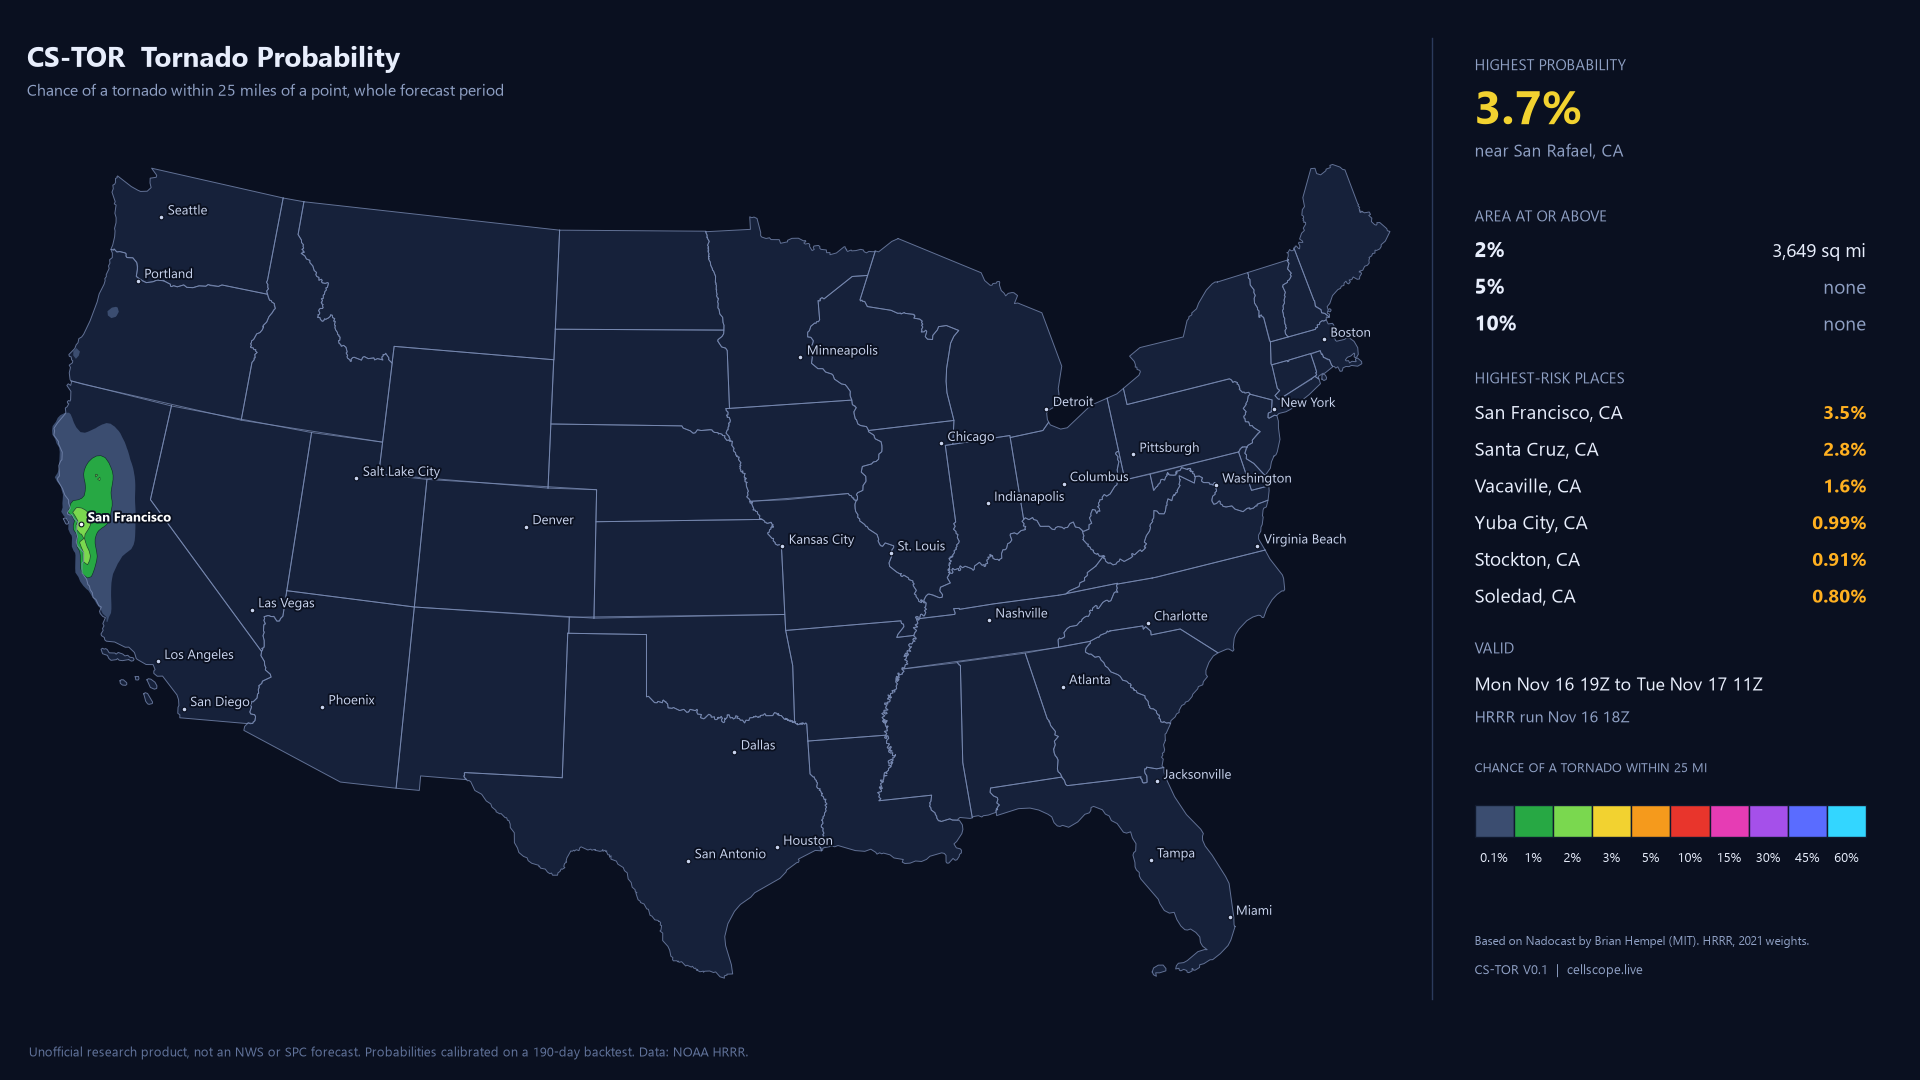 CS-TOR  Tornado Probability
Chance of a tornado within 25 miles of a point, whole forecast period
Seattle
Portland
Minneapolis
Boston
Detroit
New York
Chicago
Pittsburgh
Salt Lake City
Columbus
Washington
Indianapolis
San Francisco
Denver
Kansas City
St. Louis
Virginia Beach
Las Vegas
Nashville
Charlotte
Los Angeles
Atlanta
San Diego
Phoenix
Dallas
Jacksonville
Houston
San Antonio
Tampa
Miami
HIGHEST PROBABILITY
3.7%
near San Rafael, CA
AREA AT OR ABOVE
2% 3,649 sq mi
5% none
10% none
HIGHEST-RISK PLACES
San Francisco, CA 3.5%
Santa Cruz, CA 2.8%
Vacaville, CA 1.6%
Yuba City, CA 0.99%
Stockton, CA 0.91%
Soledad, CA 0.80%
VALID
Mon Nov 16 19Z to Tue Nov 17 11Z
HRRR run Nov 16 18Z
CHANCE OF A TORNADO WITHIN 25 MI
0.1% 1% 2% 3% 5% 10% 15% 30% 45% 60%
Based on Nadocast by Brian Hempel (MIT). HRRR, 2021 weights.
CS-TOR V0.1 | cellscope.live
Unofficial research product, not an NWS or SPC forecast. Probabilities calibrated on a 190-day backtest. Data: NOAA HRRR.